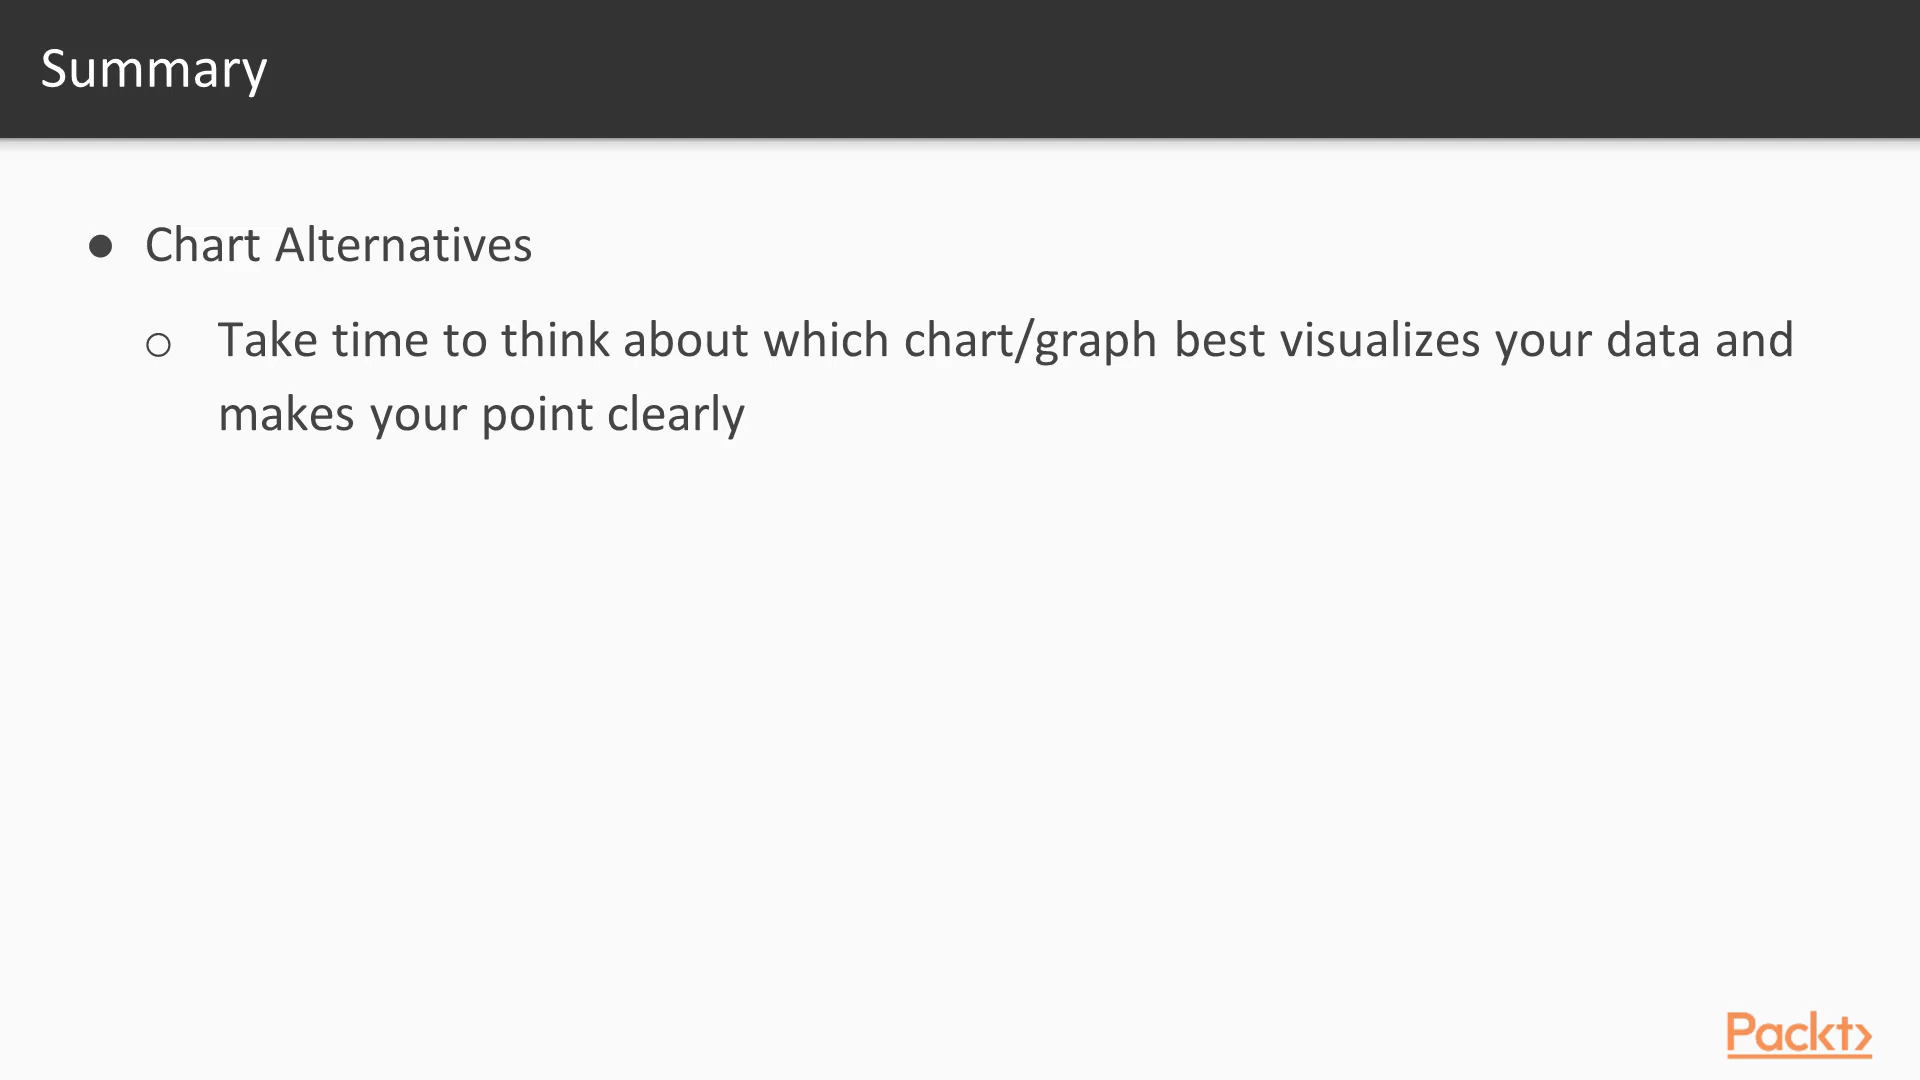 Summary
● Chart Alternatives
○ Take time to think about which chart/graph best visualizes your data and
makes your point clearly
Packt>